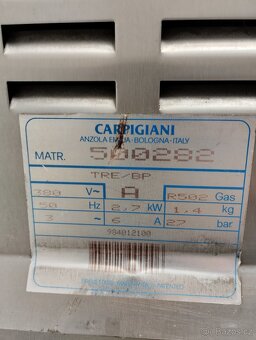 CARPIGIANI
ANZOLA EMILIA · BOLOGNA · ITALY
MATR. 500282
TRE/BP
380 V~ A R502 Gas
50 Hz 2,7 kW 1,4 kg
3 ~ 6 A 27 bar
984012100